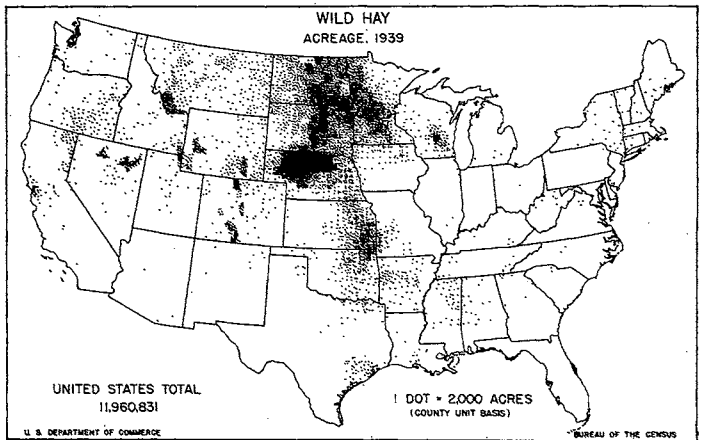 WILD HAY
ACREAGE, 1939
UNITED STATES TOTAL
11,960,831
1 DOT = 2,000 ACRES
(COUNTY UNIT BASIS)
U. S. DEPARTMENT OF COMMERCE
BUREAU OF THE CENSUS